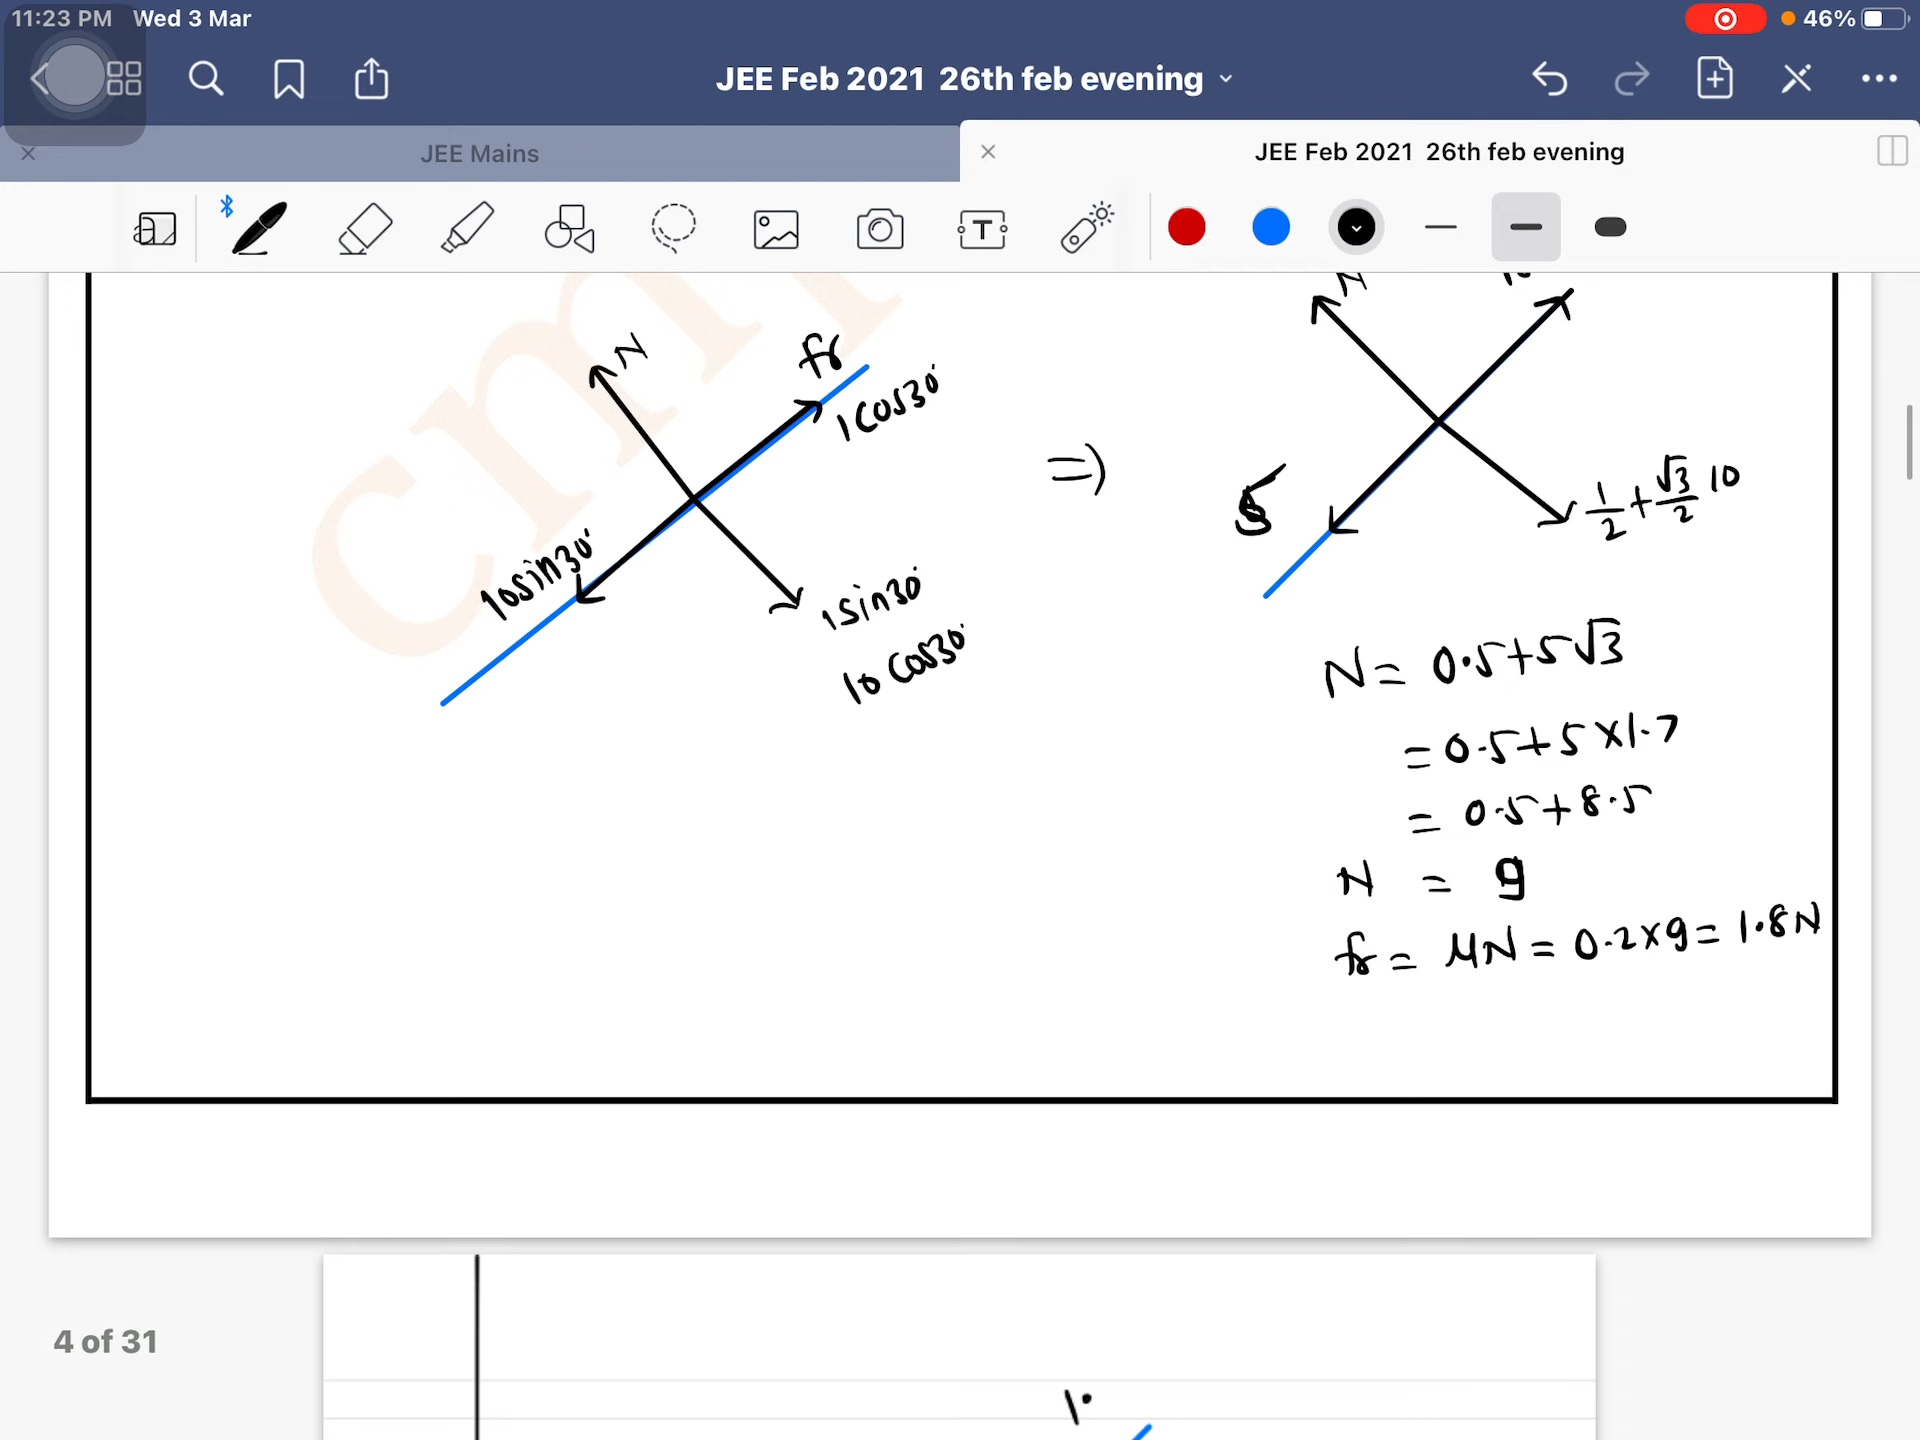 11:23 PM Wed 3 Mar
46%
JEE Feb 2021 26th feb evening
JEE Mains
JEE Feb 2021 26th feb evening
cm
N
fr
1cos30°
10sin30°
1sin30°
10cos30°
=)
N
5
1/2 + √3/2 10
N = 0.5+5√3
= 0.5+5×1.7
= 0.5+8.5
N = 9
fr = μN = 0.2×9 = 1.8N
4 of 31